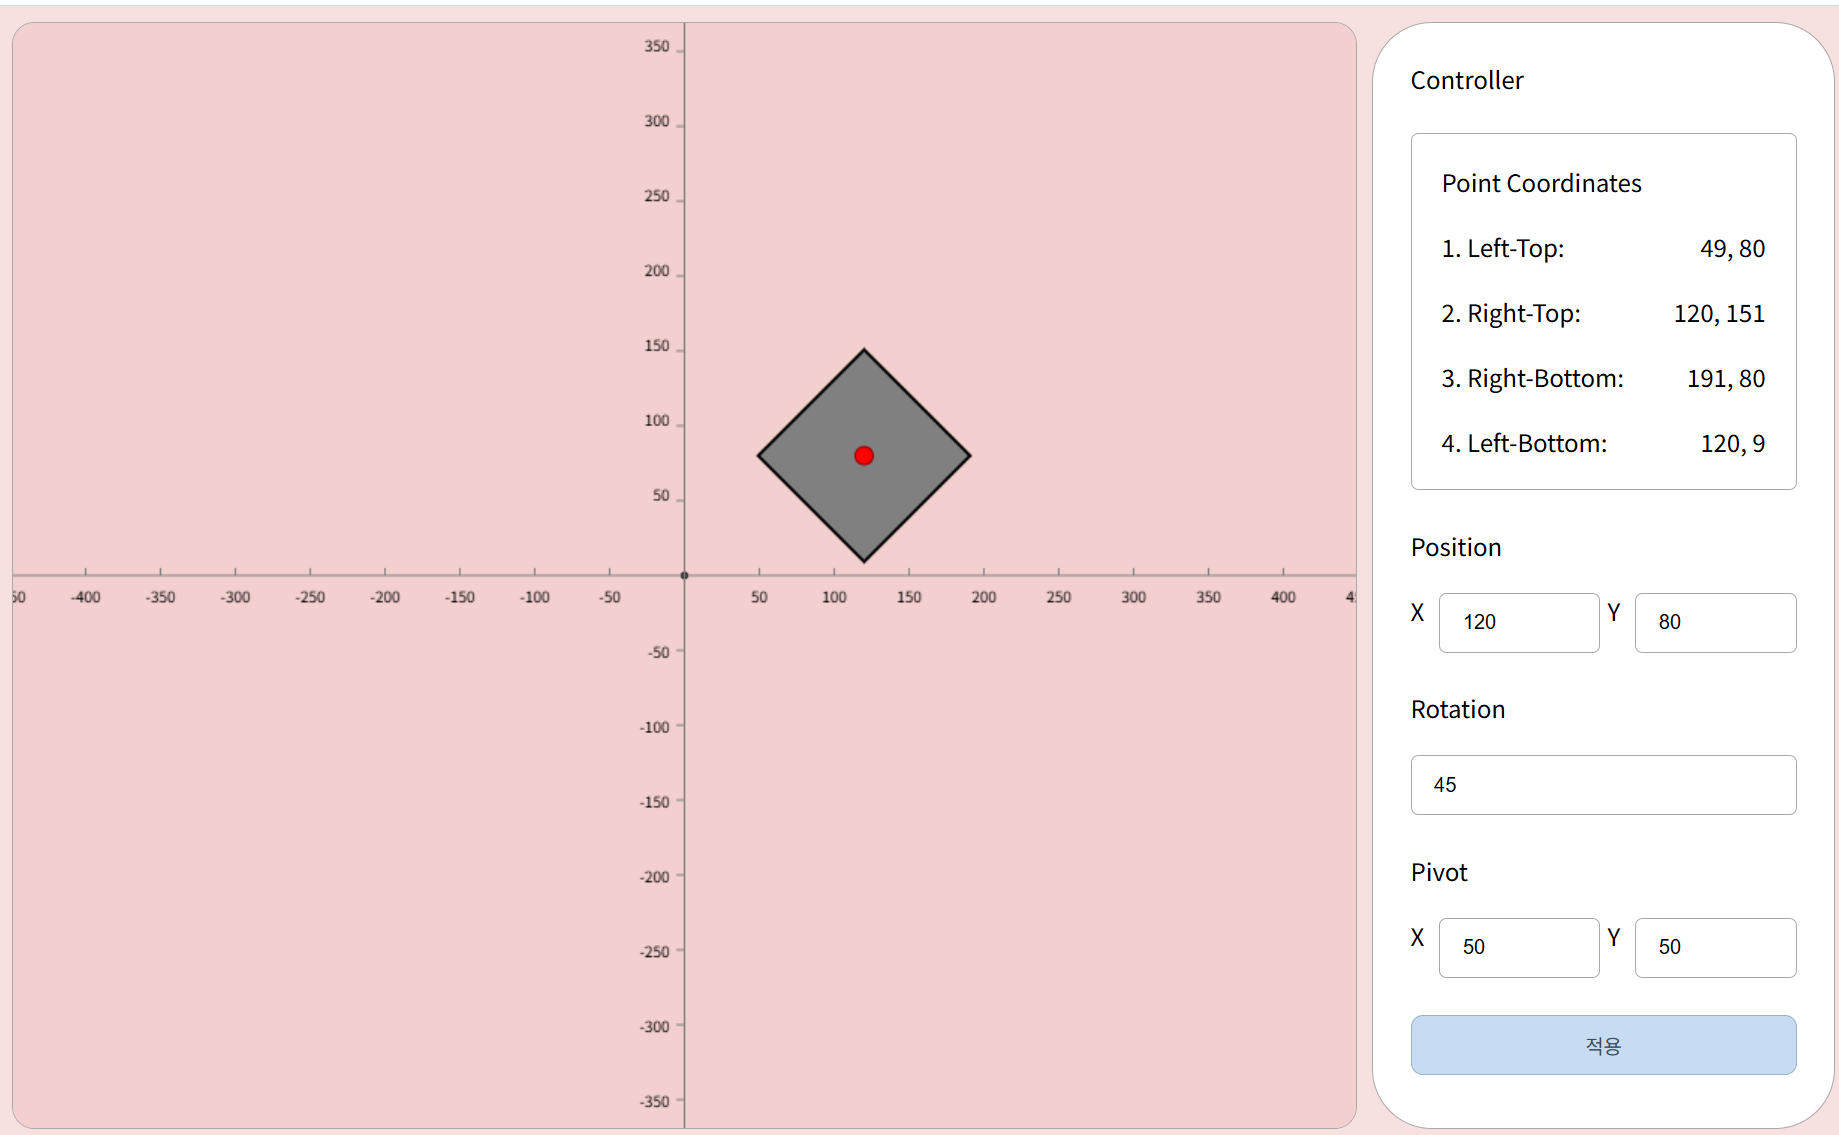 350
300
250
200
150
100
50
-400 -350 -300 -250 -200 -150 -100 -50 50 100 150 200 250 300 350 400
-50
-100
-150
-200
-250
-300
-350
Controller
Point Coordinates
1. Left-Top: 49, 80
2. Right-Top: 120, 151
3. Right-Bottom: 191, 80
4. Left-Bottom: 120, 9
Position
X 120 Y 80
Rotation
45
Pivot
X 50 Y 50
적용